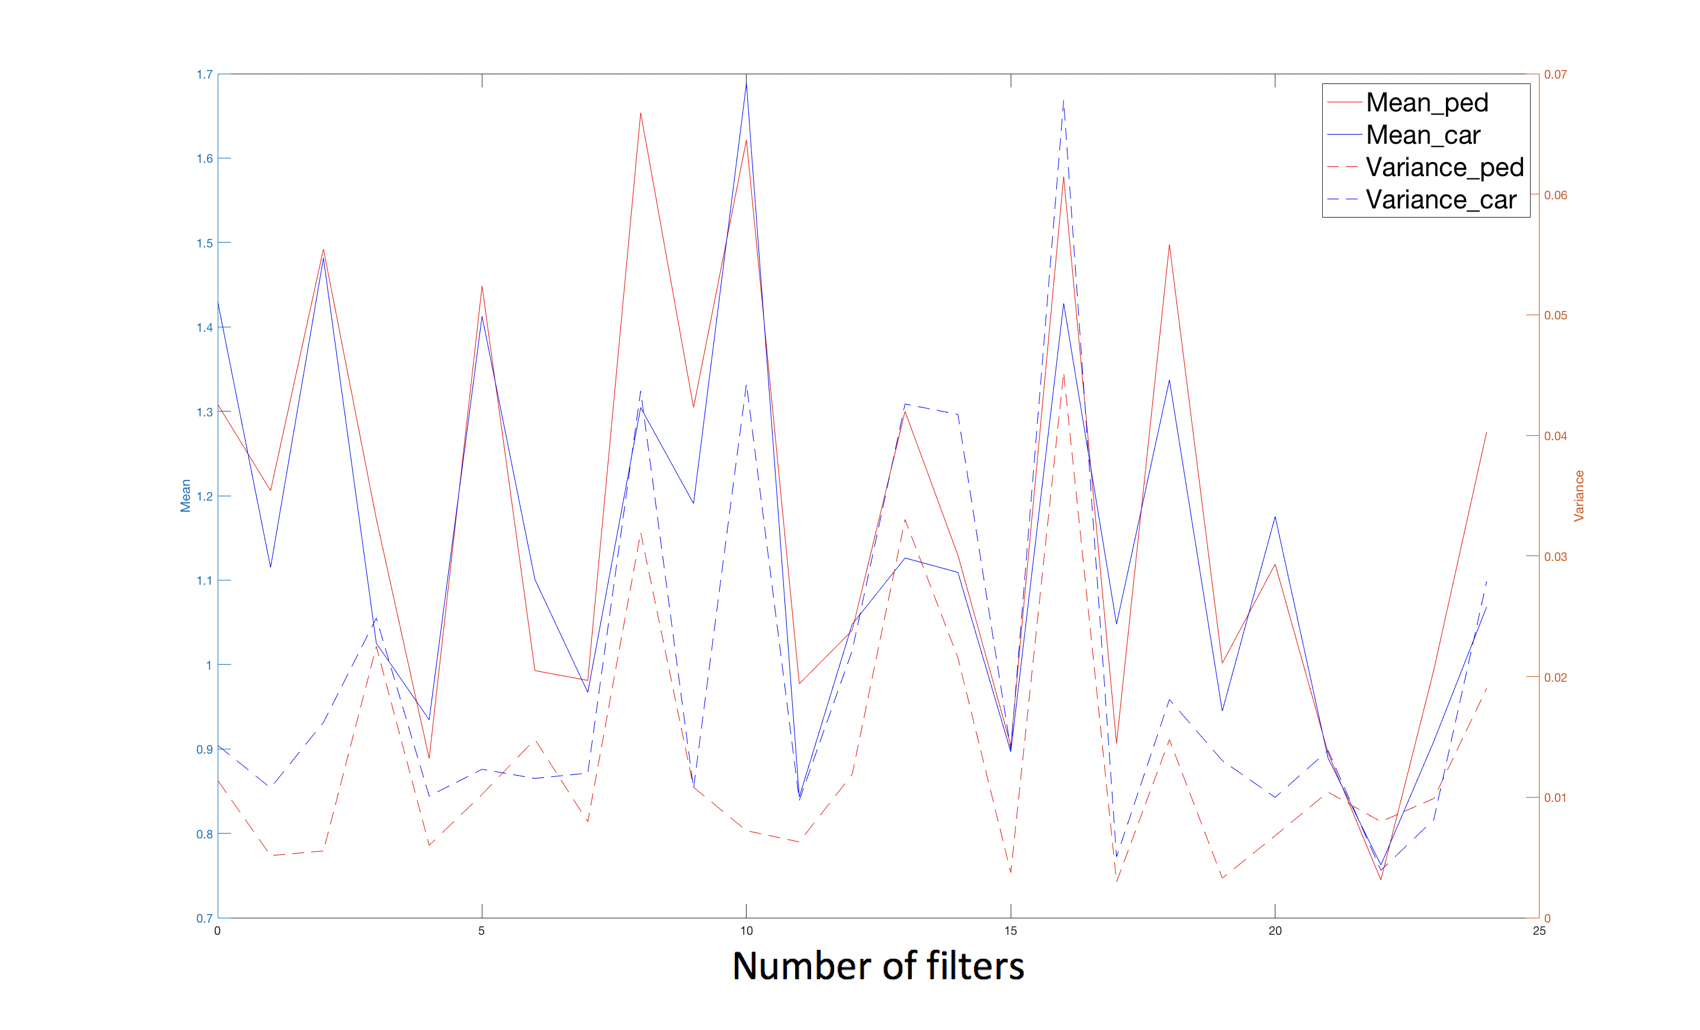 1.7
1.6
1.5
1.4
1.3
1.2
1.1
1
0.9
0.8
0.7
Mean
0.07
0.06
0.05
0.04
0.03
0.02
0.01
0
Variance
Mean_ped
Mean_car
Variance_ped
Variance_car
0 5 10 15 20 25
Number of filters